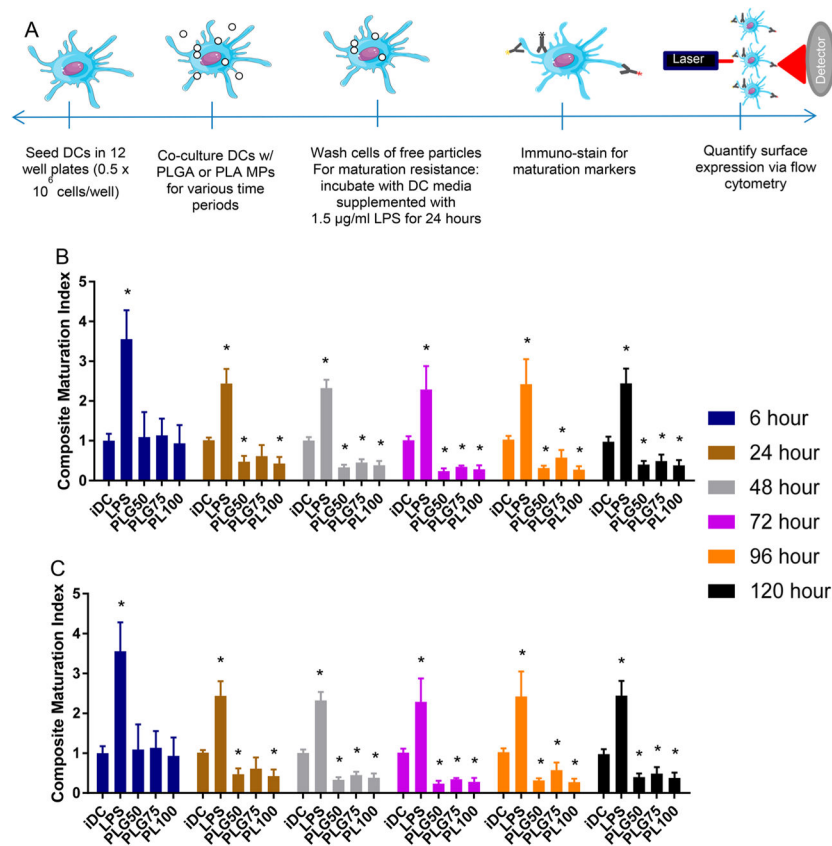 A
Laser
Detector
Seed DCs in 12
well plates (0.5 x
10⁶ cells/well)
Co-culture DCs w/
PLGA or PLA MPs
for various time
periods
Wash cells of free particles
For maturation resistance:
incubate with DC media
supplemented with
1.5 µg/ml LPS for 24 hours
Immuno-stain for
maturation markers
Quantify surface
expression via flow
cytometry
B
Composite Maturation Index
5
4
3
2
1
0
* * * * * * * * * * * * * * * * * * * *
iDC LPS PLG50 PLG75 PL100 iDC LPS PLG50 PLG75 PL100 iDC LPS PLG50 PLG75 PL100 iDC LPS PLG50 PLG75 PL100 iDC LPS PLG50 PLG75 PL100 iDC LPS PLG50 PLG75 PL100
6 hour
24 hour
48 hour
72 hour
96 hour
120 hour
C
Composite Maturation Index
5
4
3
2
1
0
* * * * * * * * * * * * * * * * * * * *
iDC LPS PLG50 PLG75 PL100 iDC LPS PLG50 PLG75 PL100 iDC LPS PLG50 PLG75 PL100 iDC LPS PLG50 PLG75 PL100 iDC LPS PLG50 PLG75 PL100 iDC LPS PLG50 PLG75 PL100